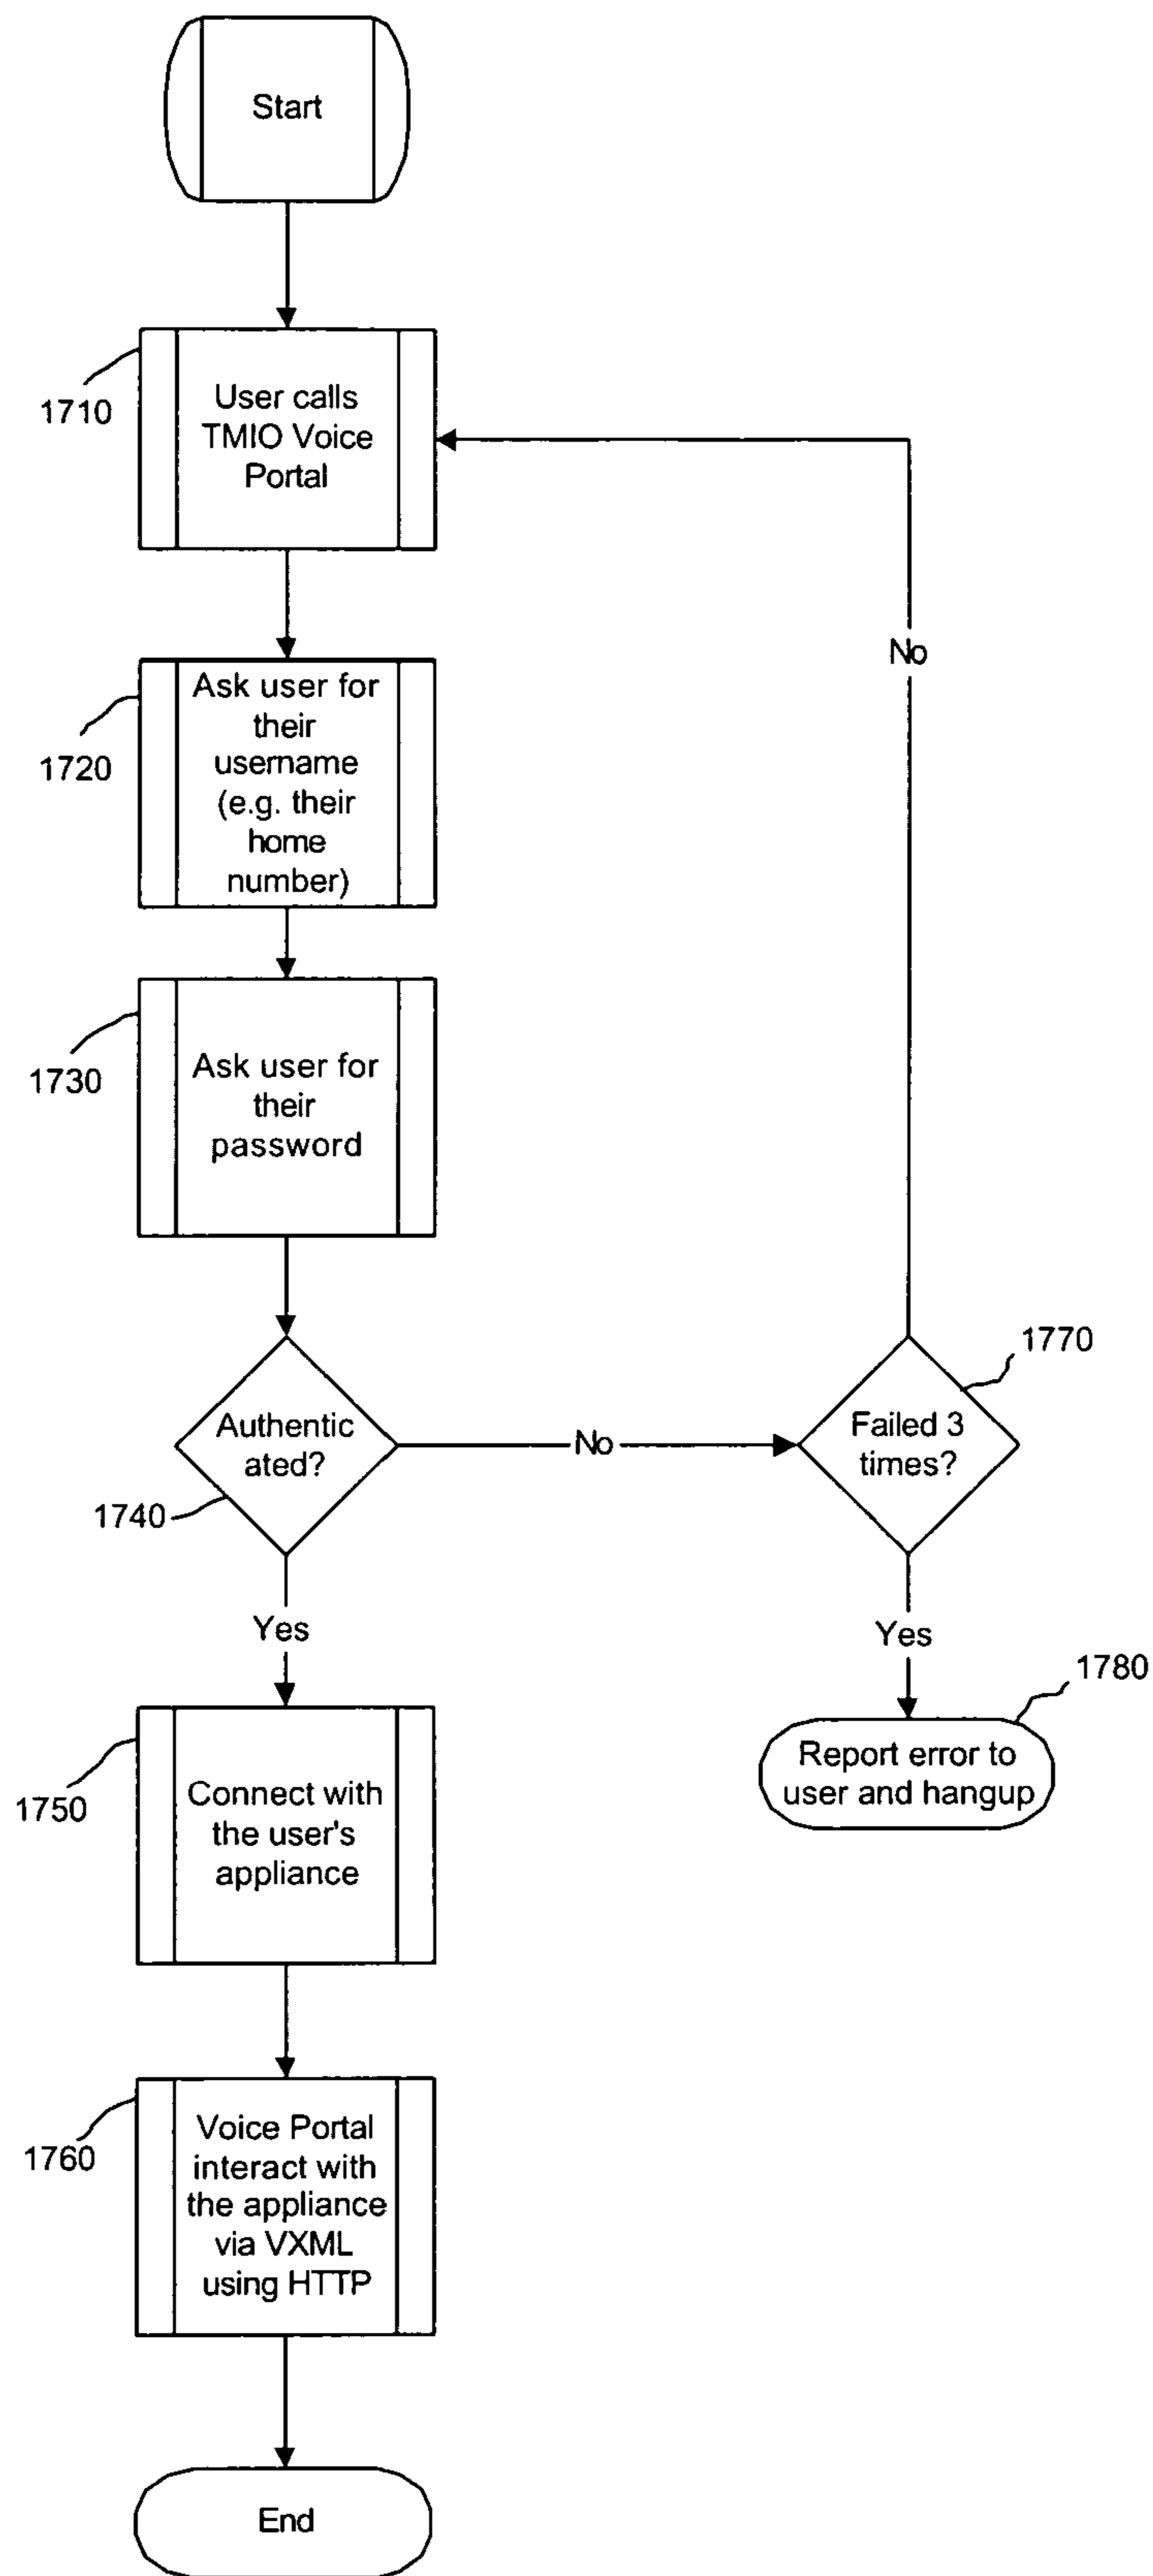 Start
1710
User calls
TMIO Voice
Portal
No
1720
Ask user for
their
username
(e.g. their
home
number)
1730
Ask user for
their
password
1740
Authentic
ated?
No
1770
Failed 3
times?
Yes
Yes
1780
Report error to
user and hangup
1750
Connect with
the user's
appliance
1760
Voice Portal
interact with
the appliance
via VXML
using HTTP
End